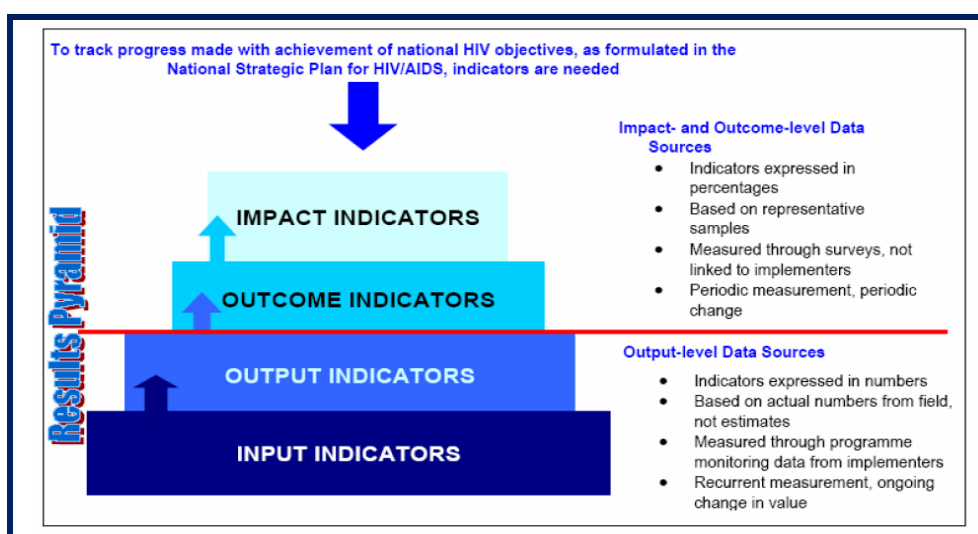 To track progress made with achievement of national HIV objectives, as formulated in the
National Strategic Plan for HIV/AIDS, indicators are needed
Results Pyramid
IMPACT INDICATORS
OUTCOME INDICATORS
OUTPUT INDICATORS
INPUT INDICATORS
Impact- and Outcome-level Data
Sources
• Indicators expressed in
percentages
• Based on representative
samples
• Measured through surveys, not
linked to implementers
• Periodic measurement, periodic
change
Output-level Data Sources
• Indicators expressed in numbers
• Based on actual numbers from field,
not estimates
• Measured through programme
monitoring data from implementers
• Recurrent measurement, ongoing
change in value